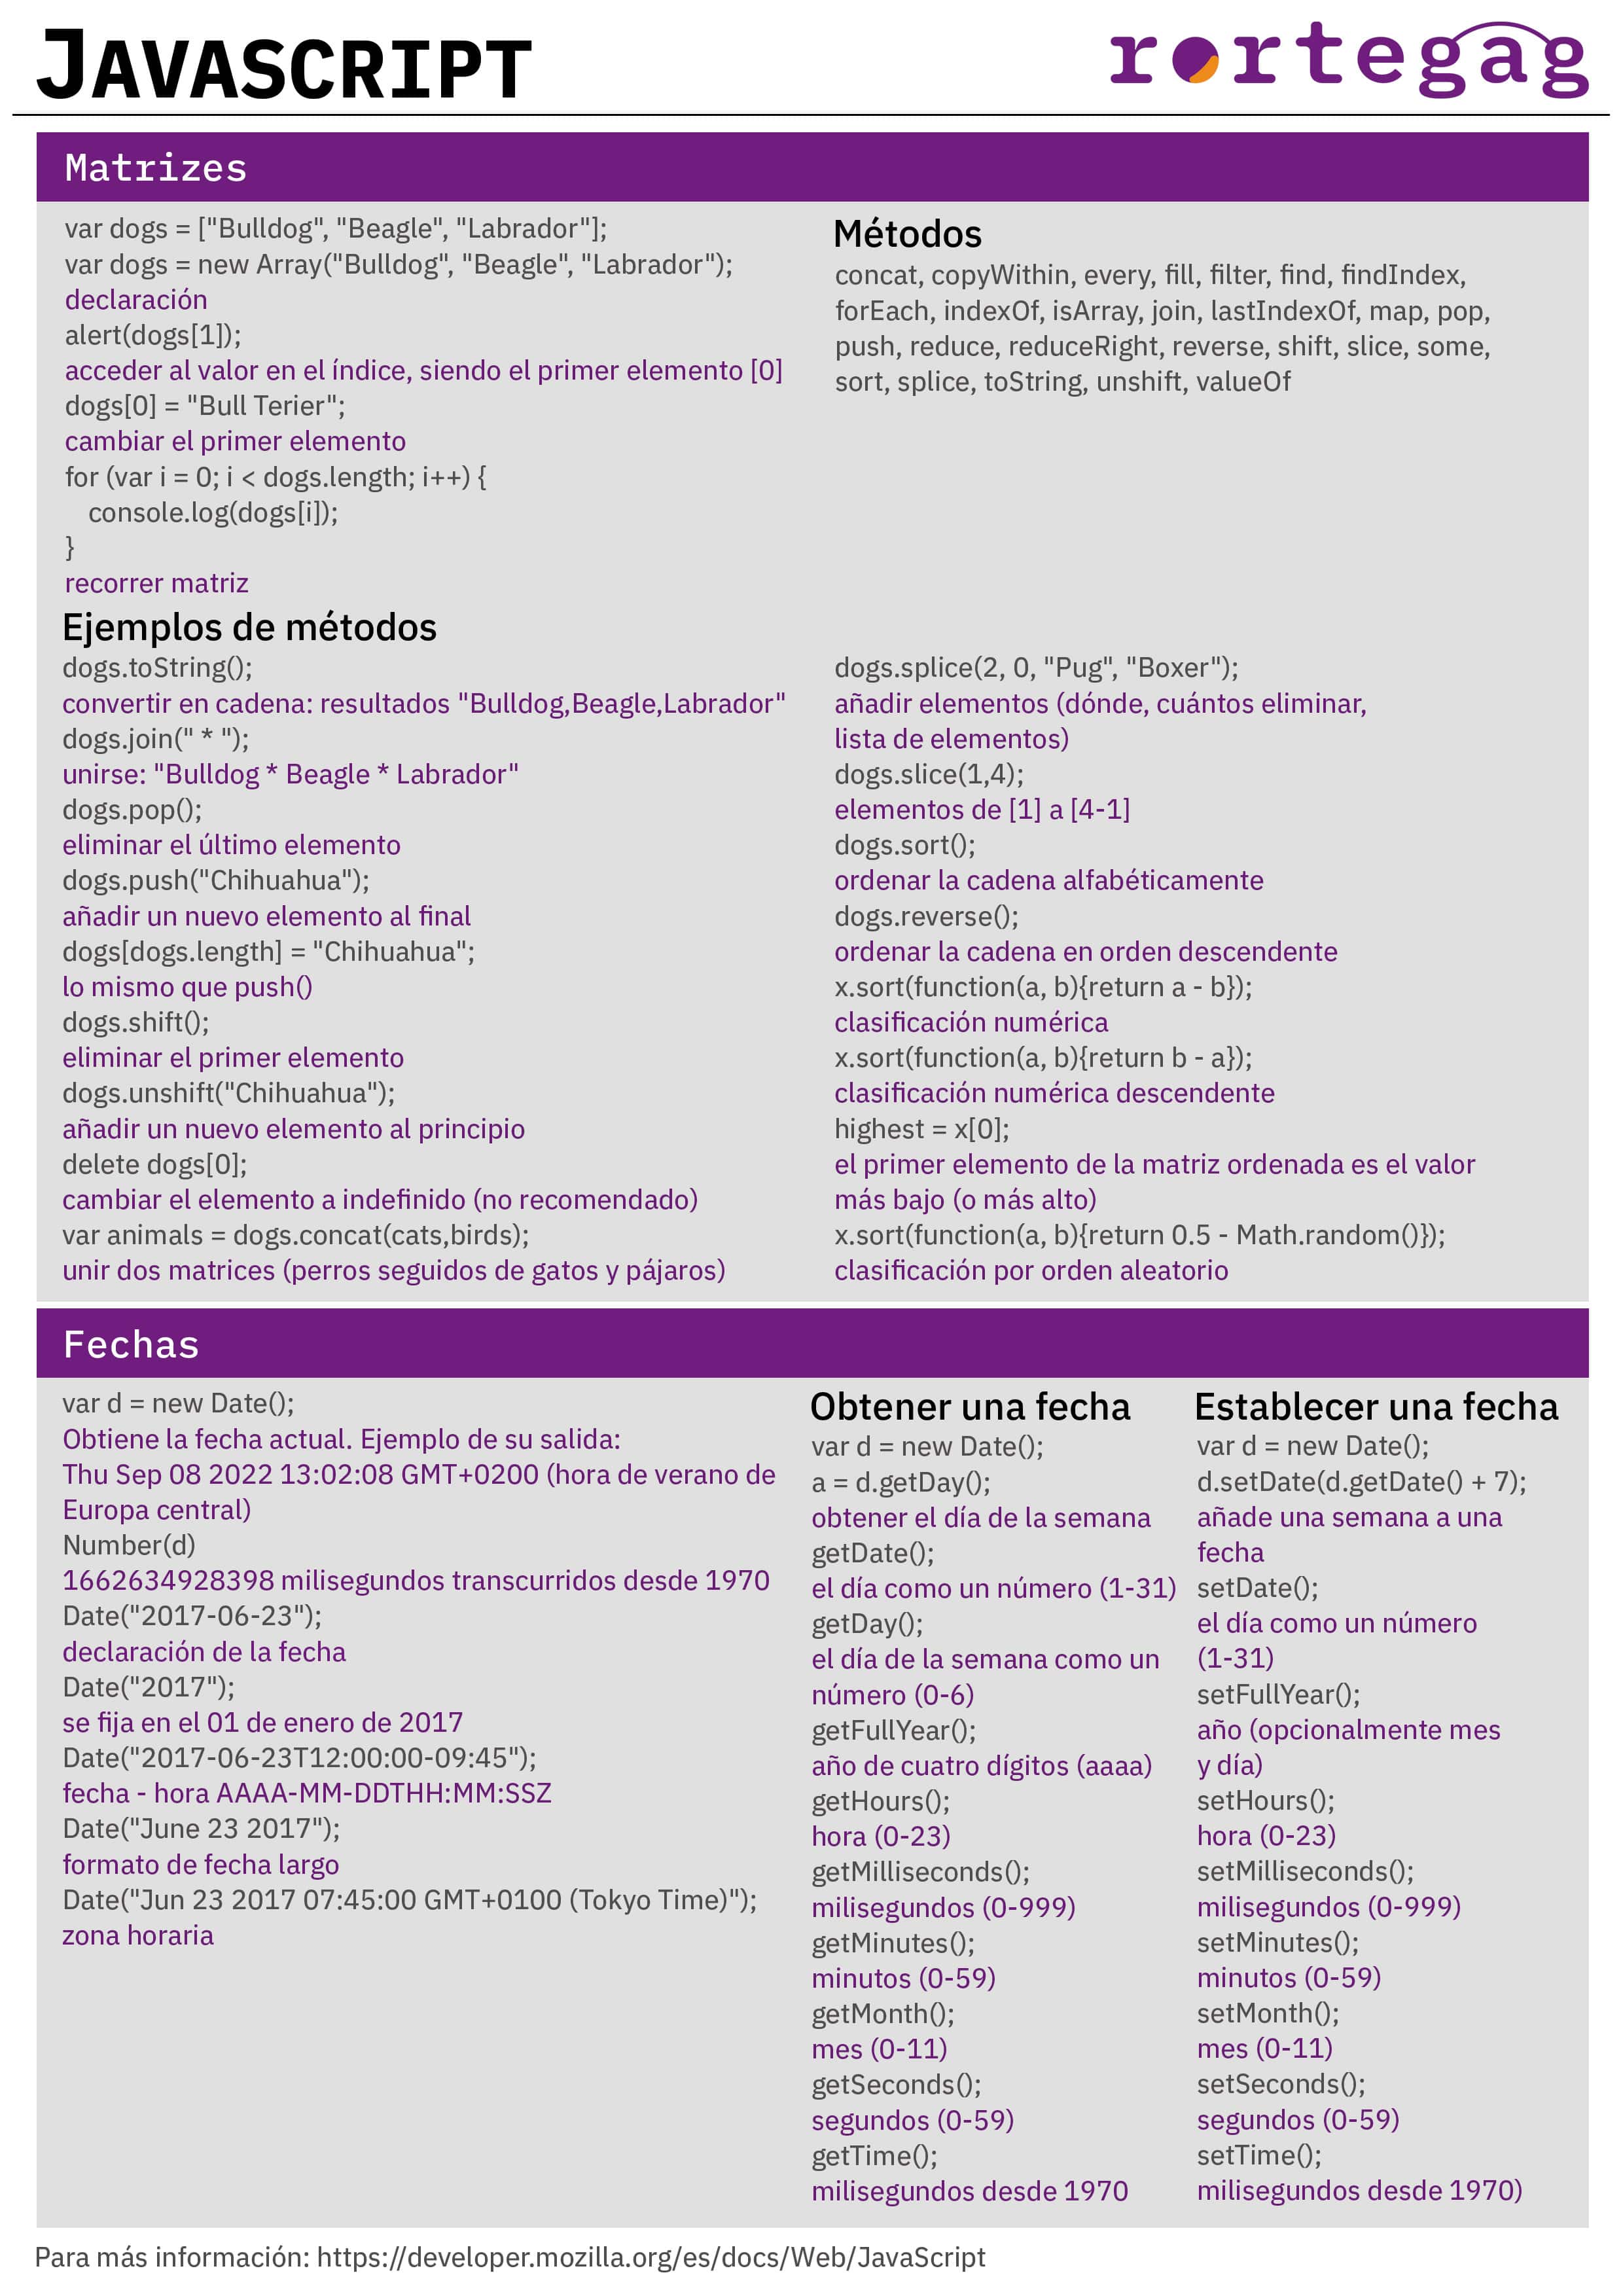 JAVASCRIPT
rortegag
Matrizes
var dogs = ["Bulldog", "Beagle", "Labrador"];
var dogs = new Array("Bulldog", "Beagle", "Labrador");
declaración
alert(dogs[1]);
acceder al valor en el índice, siendo el primer elemento [0]
dogs[0] = "Bull Terier";
cambiar el primer elemento
for (var i = 0; i < dogs.length; i++) {
console.log(dogs[i]);
}
recorrer matriz
Métodos
concat, copyWithin, every, fill, filter, find, findIndex,
forEach, indexOf, isArray, join, lastIndexOf, map, pop,
push, reduce, reduceRight, reverse, shift, slice, some,
sort, splice, toString, unshift, valueOf
Ejemplos de métodos
dogs.toString();
convertir en cadena: resultados "Bulldog,Beagle,Labrador"
dogs.join(" * ");
unirse: "Bulldog * Beagle * Labrador"
dogs.pop();
eliminar el último elemento
dogs.push("Chihuahua");
añadir un nuevo elemento al final
dogs[dogs.length] = "Chihuahua";
lo mismo que push()
dogs.shift();
eliminar el primer elemento
dogs.unshift("Chihuahua");
añadir un nuevo elemento al principio
delete dogs[0];
cambiar el elemento a indefinido (no recomendado)
var animals = dogs.concat(cats,birds);
unir dos matrices (perros seguidos de gatos y pájaros)
dogs.splice(2, 0, "Pug", "Boxer");
añadir elementos (dónde, cuántos eliminar,
lista de elementos)
dogs.slice(1,4);
elementos de [1] a [4-1]
dogs.sort();
ordenar la cadena alfabéticamente
dogs.reverse();
ordenar la cadena en orden descendente
x.sort(function(a, b){return a - b});
clasificación numérica
x.sort(function(a, b){return b - a});
clasificación numérica descendente
highest = x[0];
el primer elemento de la matriz ordenada es el valor
más bajo (o más alto)
x.sort(function(a, b){return 0.5 - Math.random()});
clasificación por orden aleatorio
Fechas
var d = new Date();
Obtiene la fecha actual. Ejemplo de su salida:
Thu Sep 08 2022 13:02:08 GMT+0200 (hora de verano de
Europa central)
Number(d)
1662634928398 milisegundos transcurridos desde 1970
Date("2017-06-23");
declaración de la fecha
Date("2017");
se fija en el 01 de enero de 2017
Date("2017-06-23T12:00:00-09:45");
fecha - hora AAAA-MM-DDTHH:MM:SSZ
Date("June 23 2017");
formato de fecha largo
Date("Jun 23 2017 07:45:00 GMT+0100 (Tokyo Time)");
zona horaria
Obtener una fecha
var d = new Date();
a = d.getDay();
obtener el día de la semana
getDate();
el día como un número (1-31)
getDay();
el día de la semana como un
número (0-6)
getFullYear();
año de cuatro dígitos (aaaa)
getHours();
hora (0-23)
getMilliseconds();
milisegundos (0-999)
getMinutes();
minutos (0-59)
getMonth();
mes (0-11)
getSeconds();
segundos (0-59)
getTime();
milisegundos desde 1970
Establecer una fecha
var d = new Date();
d.setDate(d.getDate() + 7);
añade una semana a una
fecha
setDate();
el día como un número
(1-31)
setFullYear();
año (opcionalmente mes
y día)
setHours();
hora (0-23)
setMilliseconds();
milisegundos (0-999)
setMinutes();
minutos (0-59)
setMonth();
mes (0-11)
setSeconds();
segundos (0-59)
setTime();
milisegundos desde 1970)
Para más información: https://developer.mozilla.org/es/docs/Web/JavaScript